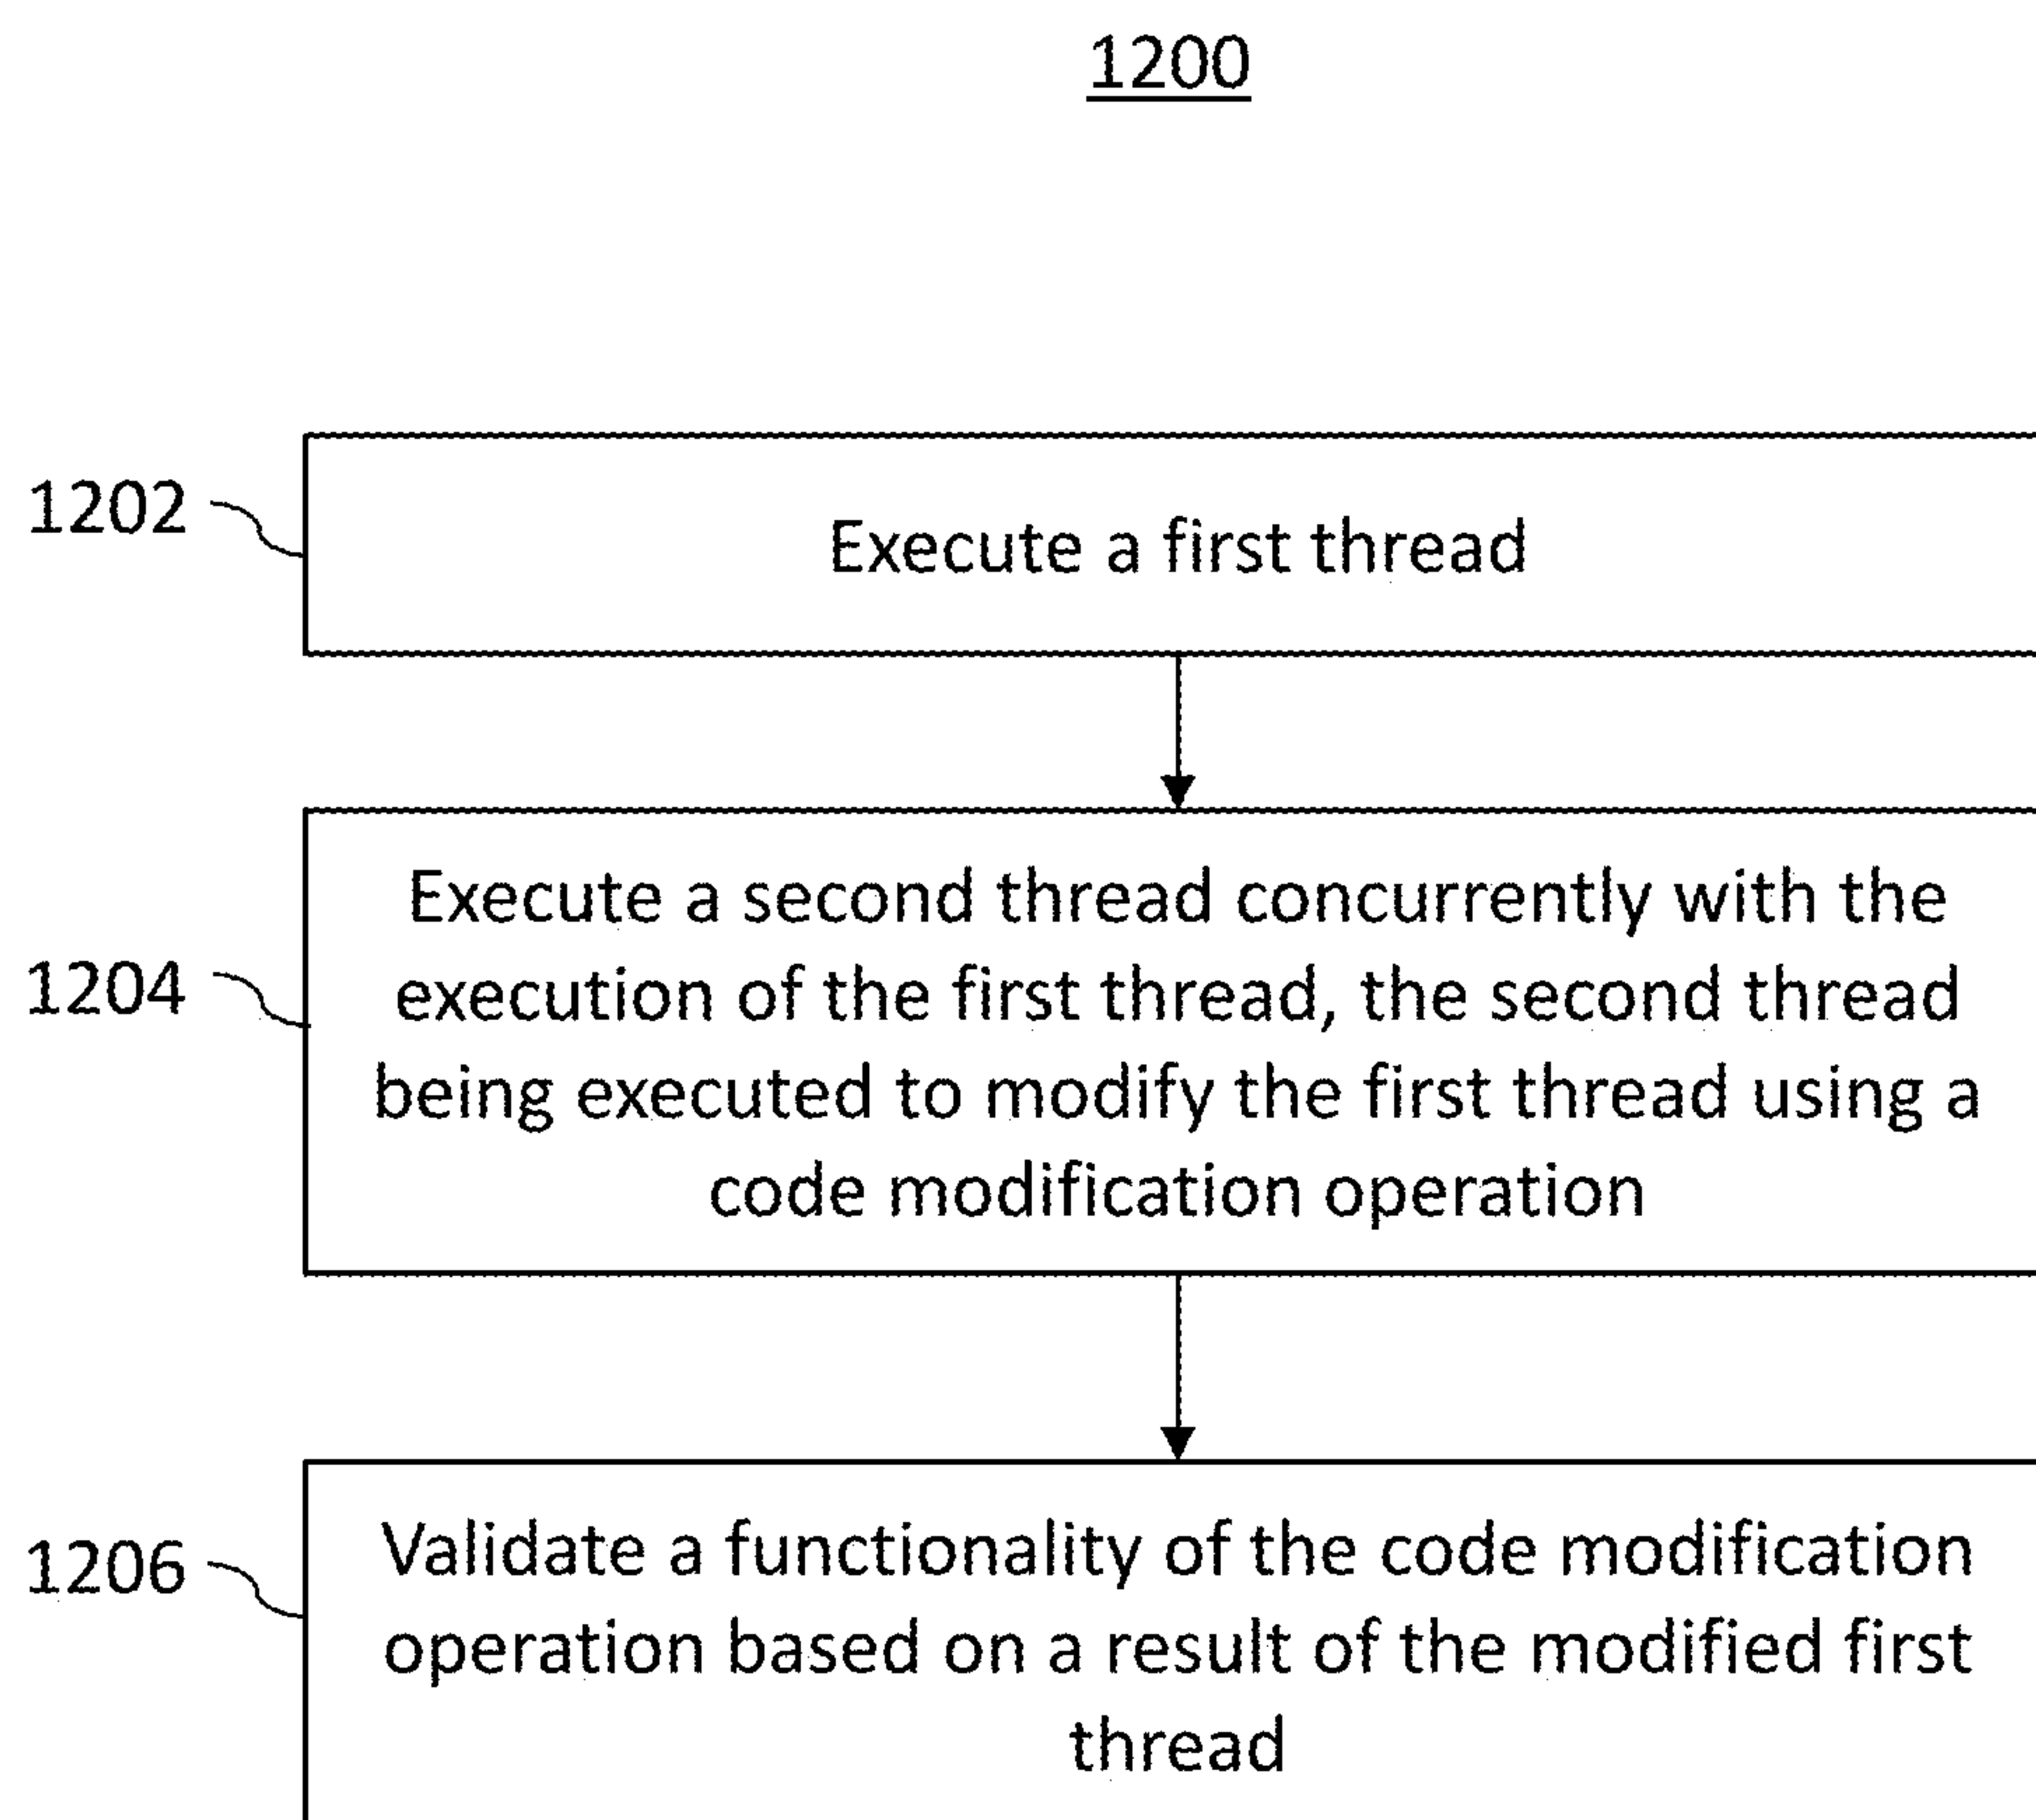 1200
1202
Execute a first thread
1204
Execute a second thread concurrently with the
execution of the first thread, the second thread
being executed to modify the first thread using a
code modification operation
1206
Validate a functionality of the code modification
operation based on a result of the modified first
thread